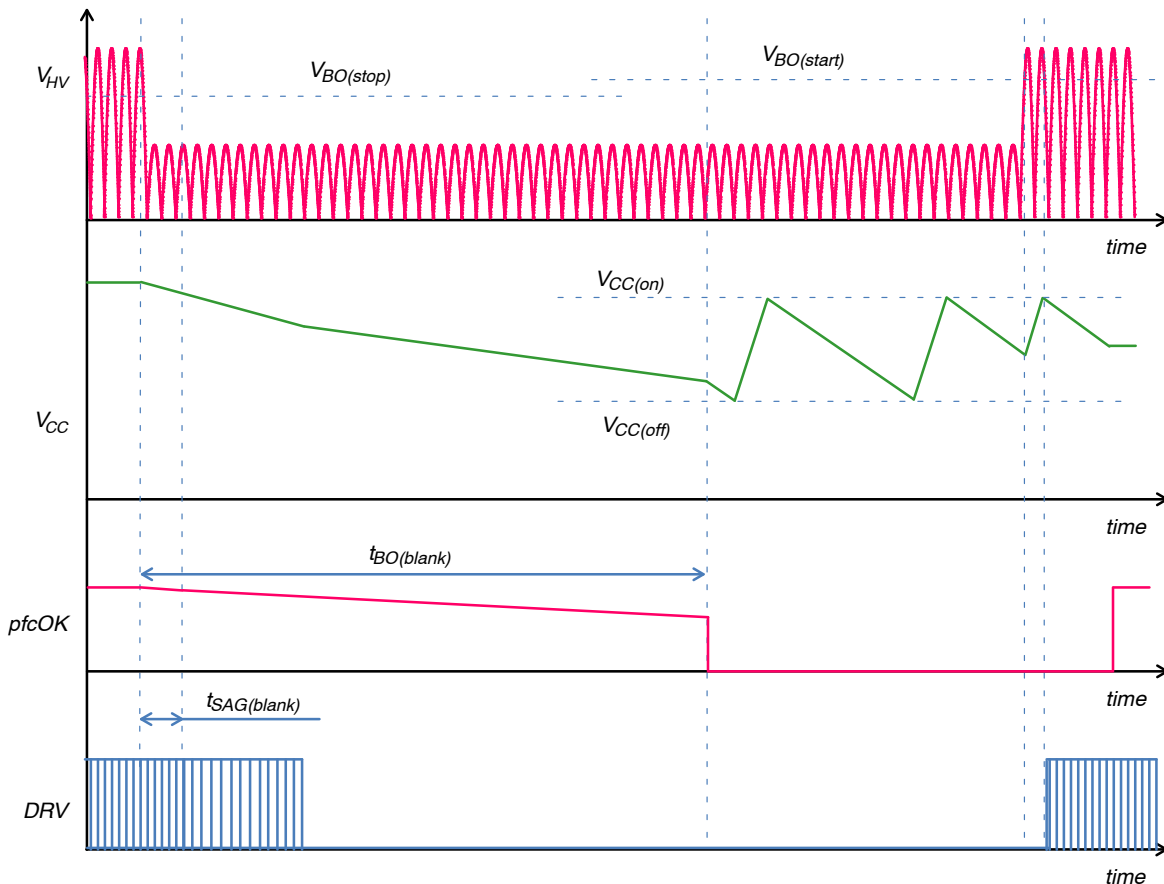 V_BO(start)
V_HV
V_BO(stop)
time
V_CC(on)
V_CC
V_CC(off)
time
t_BO(blank)
pfcOK
time
t_SAG(blank)
DRV
time